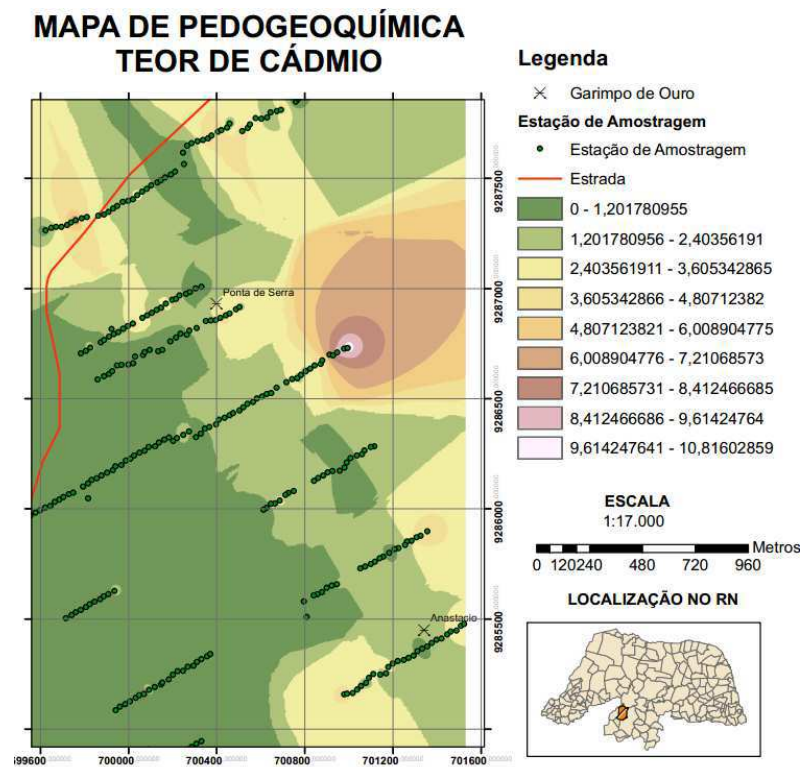 MAPA DE PEDOGEOQUÍMICA
TEOR DE CÁDMIO
Legenda
Garimpo de Ouro
Estação de Amostragem
Estação de Amostragem
Estrada
0 - 1,201780955
1,201780956 - 2,40356191
2,403561911 - 3,605342865
3,605342866 - 4,80712382
4,807123821 - 6,008904775
6,008904776 - 7,21068573
7,210685731 - 8,412466685
8,412466686 - 9,61424764
9,614247641 - 10,81602859
ESCALA
1:17.000
Metros
0 120240 480 720 960
LOCALIZAÇÃO NO RN
Ponta de Serra
Anastacio
9287500
9287000
9286500
9286000
9285500
699600 700000 700400 700800 701200 701600